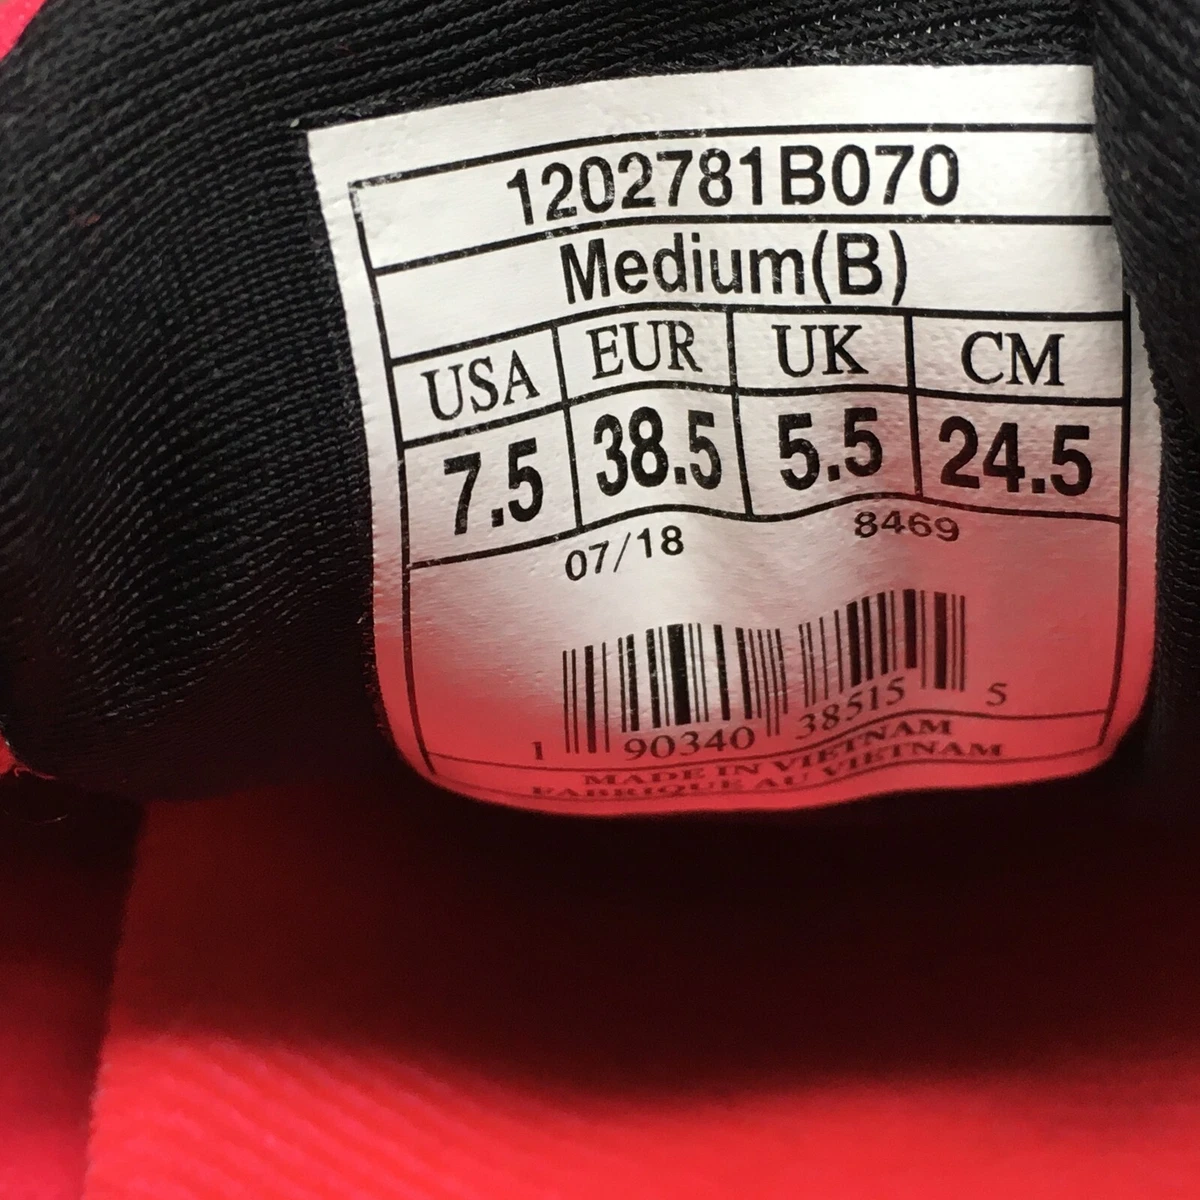 1202781B070
Medium(B)
USA EUR UK CM
7.5 38.5 5.5 24.5
07/18 8469
1 90340 38515 5
MADE IN VIETNAM
FABRIQUE AU VIETNAM